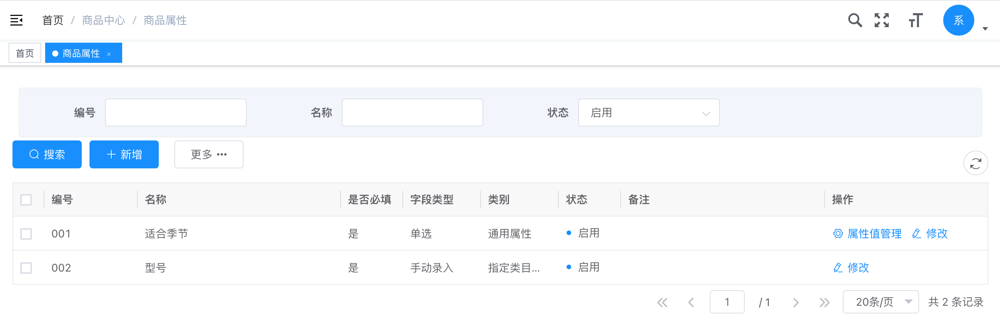 首页 / 商品中心 / 商品属性 系
首页 商品属性 ×
编号 名称 状态 启用
搜索 新增 更多 •••
编号 名称 是否必填 字段类型 类别 状态 备注 操作
001 适合季节 是 单选 通用属性 启用 属性值管理 修改
002 型号 是 手动录入 指定类目... 启用 修改
1 / 1 20条/页 共 2 条记录